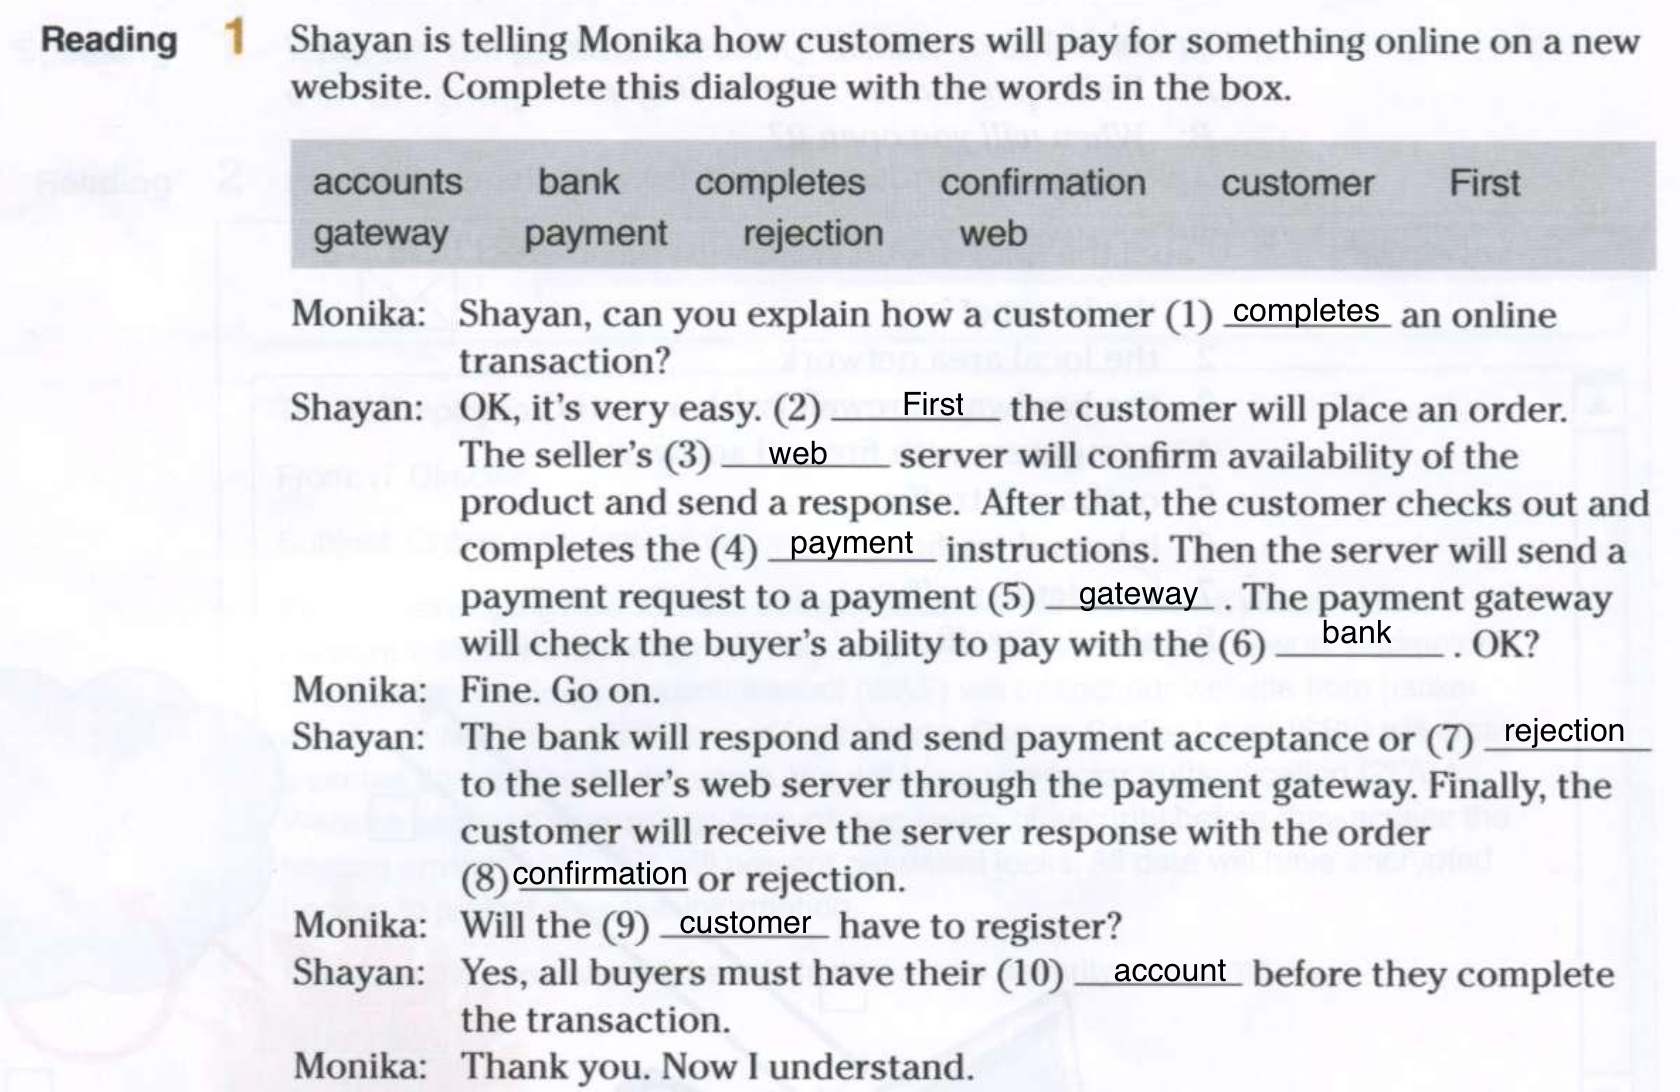 Reading 1 Shayan is telling Monika how customers will pay for something online on a new
website. Complete this dialogue with the words in the box.
accounts bank completes confirmation customer First
gateway payment rejection web
Monika: Shayan, can you explain how a customer (1) completes an online
transaction?
Shayan: OK, it's very easy. (2) First the customer will place an order.
The seller's (3) web server will confirm availability of the
product and send a response. After that, the customer checks out and
completes the (4) payment instructions. Then the server will send a
payment request to a payment (5) gateway. The payment gateway
will check the buyer's ability to pay with the (6) bank. OK?
Monika: Fine. Go on.
Shayan: The bank will respond and send payment acceptance or (7) rejection
to the seller's web server through the payment gateway. Finally, the
customer will receive the server response with the order
(8) confirmation or rejection.
Monika: Will the (9) customer have to register?
Shayan: Yes, all buyers must have their (10) account before they complete
the transaction.
Monika: Thank you. Now I understand.